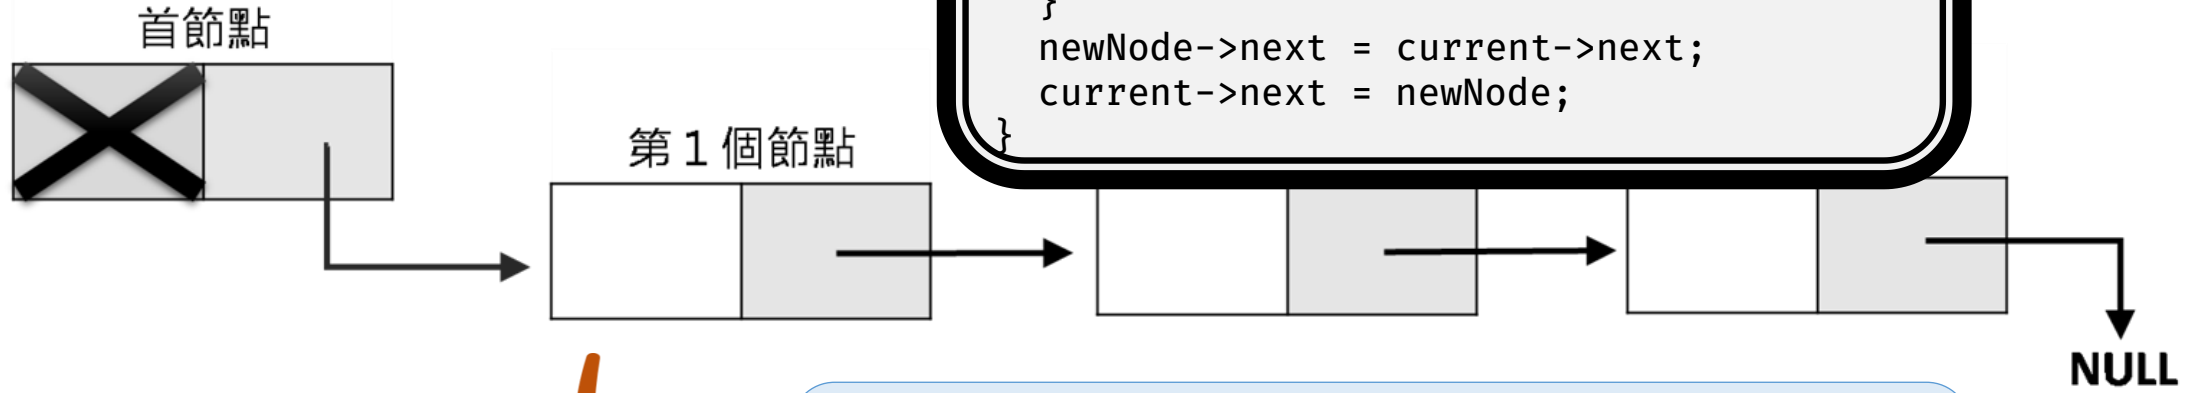 首節點
}
newNode->next = current->next;
current->next = newNode;
}
第 1 個節點
NULL